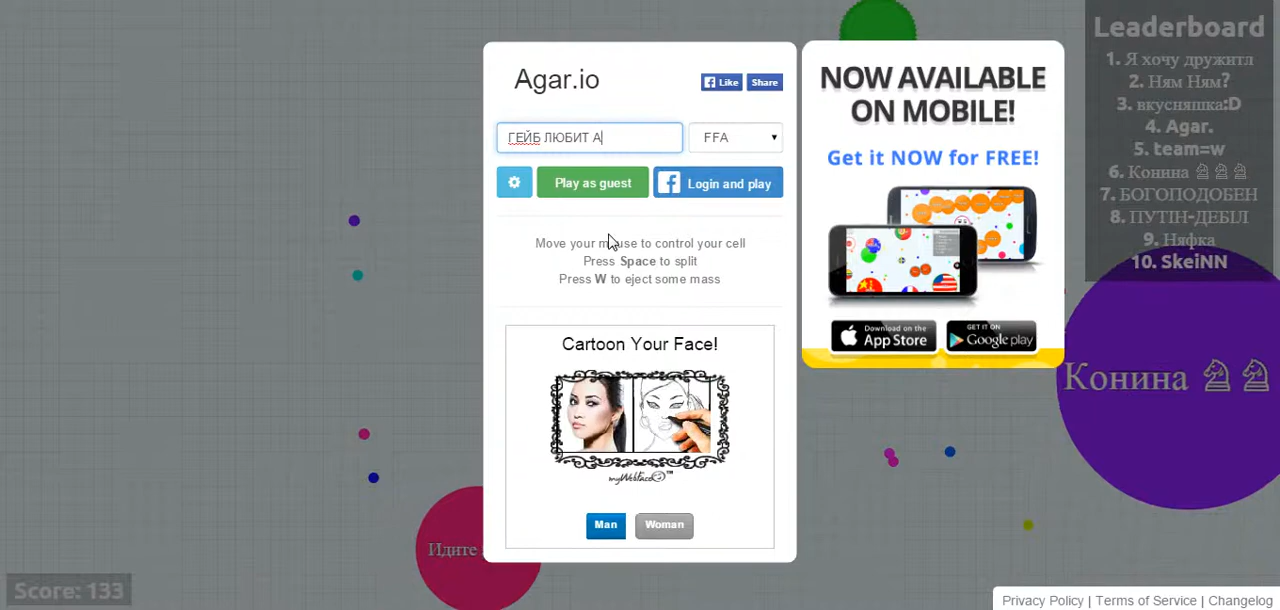 Agar.io
Like
Share
ГЕЙБ ЛЮБИТ А
FFA
Play as guest
Login and play
Move your mouse to control your cell
Press Space to split
Press W to eject some mass
Cartoon Your Face!
myWebFace™
Man
Woman
NOW AVAILABLE
ON MOBILE!
Get it NOW for FREE!
Download on the
App Store
GET IT ON
Google play
Leaderboard
1. Я хочу дружитл
2. Ням Ням?
3. вкусняшка:D
4. Agar.
5. team=w
6. Конина ♘♘♘
7. БОГОПОДОБЕН
8. ПУТІН-ДЕБІЛ
9. Няфка
10. SkeiNN
Конина ♘♘
Идите
Score: 133
Privacy Policy | Terms of Service | Changelog